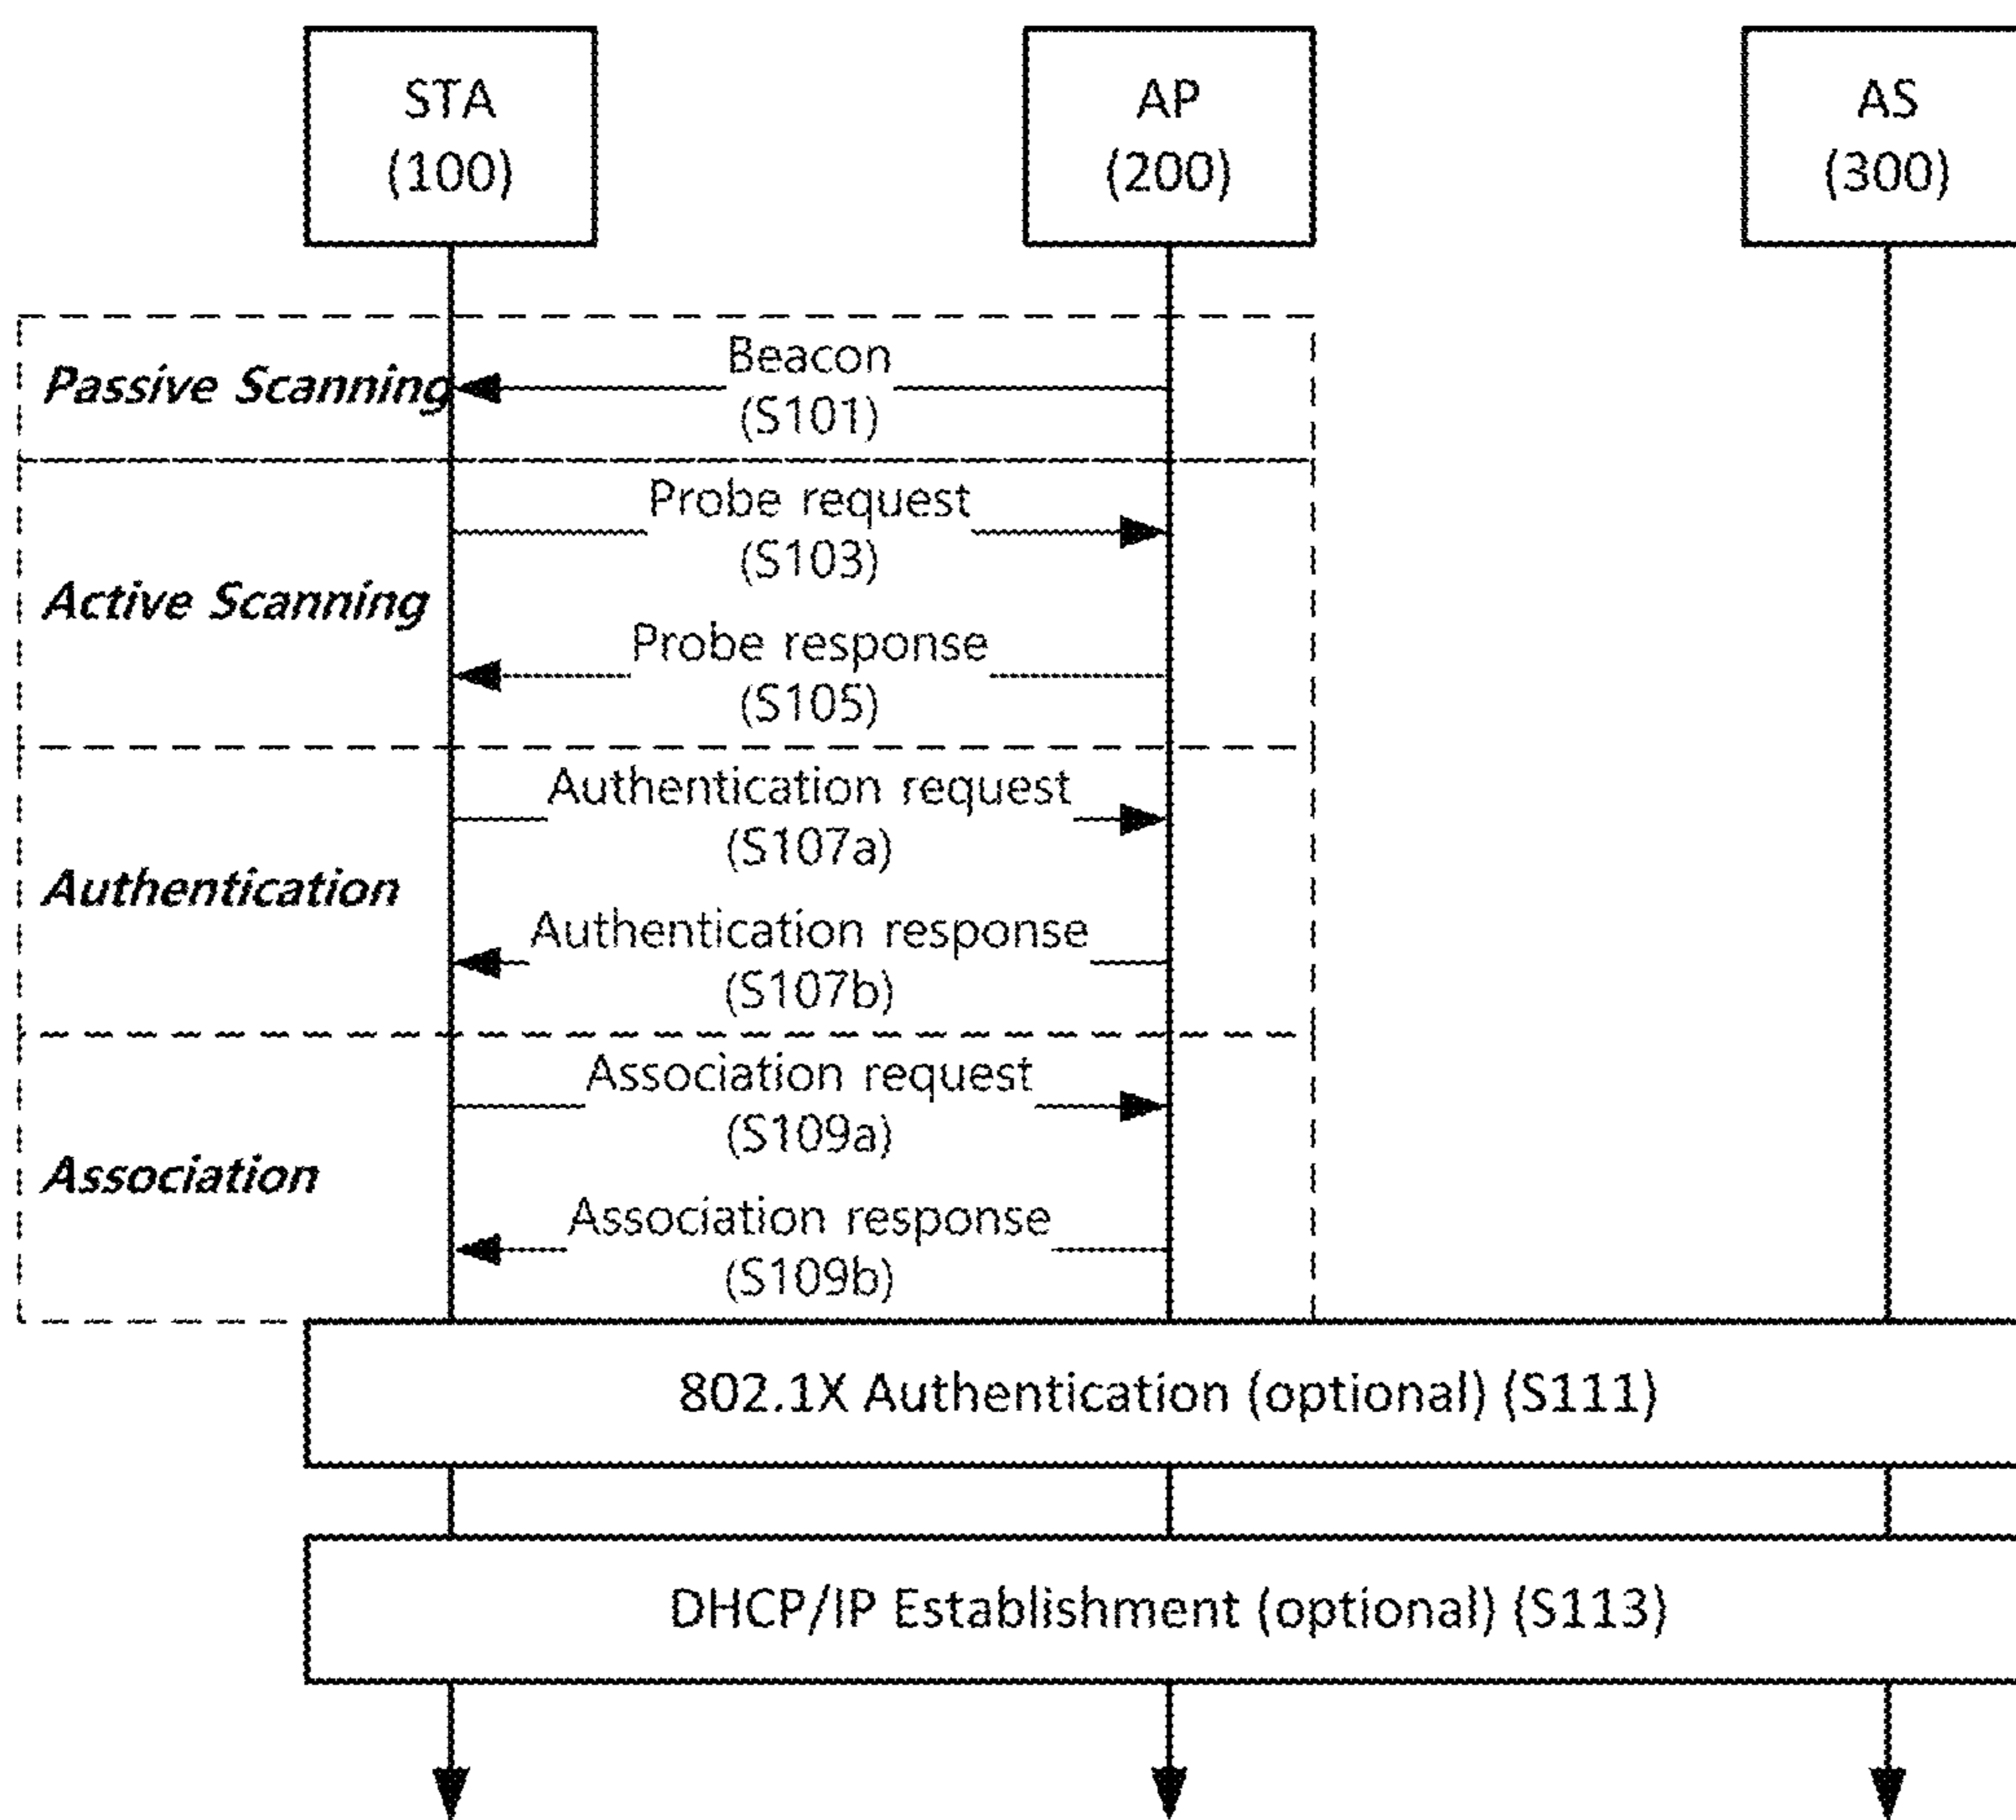 STA
(100)
AP
(200)
AS
(300)
Passive Scanning
Beacon
(S101)
Active Scanning
Probe request
(S103)
Probe response
(S105)
Authentication
Authentication request
(S107a)
Authentication response
(S107b)
Association
Association request
(S109a)
Association response
(S109b)
802.1X Authentication (optional) (S111)
DHCP/IP Establishment (optional) (S113)